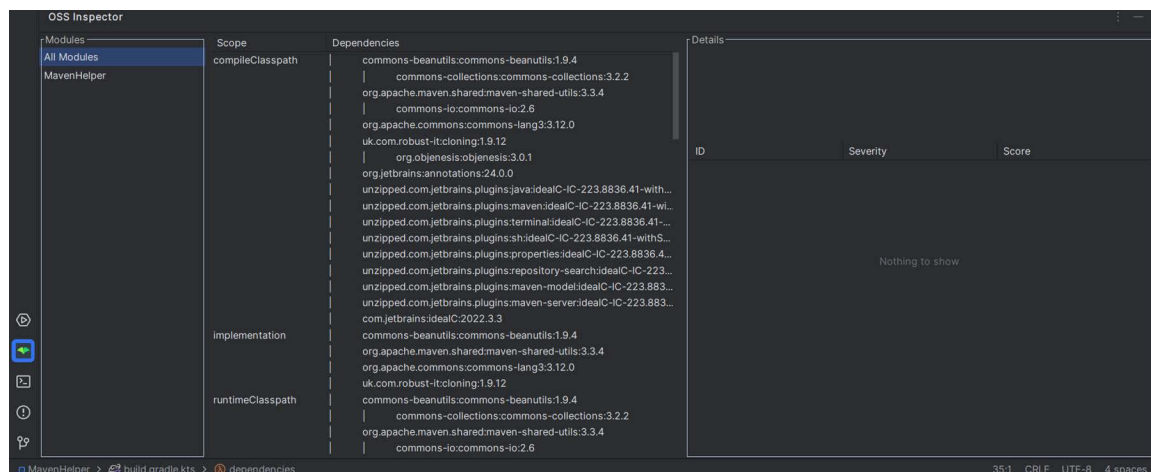 OSS Inspector
Modules
All Modules
MavenHelper
Scope Dependencies
compileClasspath commons-beanutils:commons-beanutils:1.9.4
commons-collections:commons-collections:3.2.2
org.apache.maven.shared:maven-shared-utils:3.3.4
commons-io:commons-io:2.6
org.apache.commons:commons-lang3:3.12.0
uk.com.robust-it:cloning:1.9.12
org.objenesis:objenesis:3.0.1
org.jetbrains:annotations:24.0.0
unzipped.com.jetbrains.plugins:java:ideaIC-IC-223.8836.41-with...
unzipped.com.jetbrains.plugins:maven:ideaIC-IC-223.8836.41-wi...
unzipped.com.jetbrains.plugins:terminal:ideaIC-IC-223.8836.41-...
unzipped.com.jetbrains.plugins:sh:ideaIC-IC-223.8836.41-withS...
unzipped.com.jetbrains.plugins:properties:ideaIC-IC-223.8836.4...
unzipped.com.jetbrains.plugins:repository-search:ideaIC-IC-223...
unzipped.com.jetbrains.plugins:maven-model:ideaIC-IC-223.883...
unzipped.com.jetbrains.plugins:maven-server:ideaIC-IC-223.883...
com.jetbrains:ideaIC:2022.3.3
implementation commons-beanutils:commons-beanutils:1.9.4
org.apache.maven.shared:maven-shared-utils:3.3.4
org.apache.commons:commons-lang3:3.12.0
uk.com.robust-it:cloning:1.9.12
runtimeClasspath commons-beanutils:commons-beanutils:1.9.4
commons-collections:commons-collections:3.2.2
org.apache.maven.shared:maven-shared-utils:3.3.4
commons-io:commons-io:2.6
Details
ID Severity Score
Nothing to show
MavenHelper > build.gradle.kts > dependencies 35:1 CRLF UTF-8 4 spaces